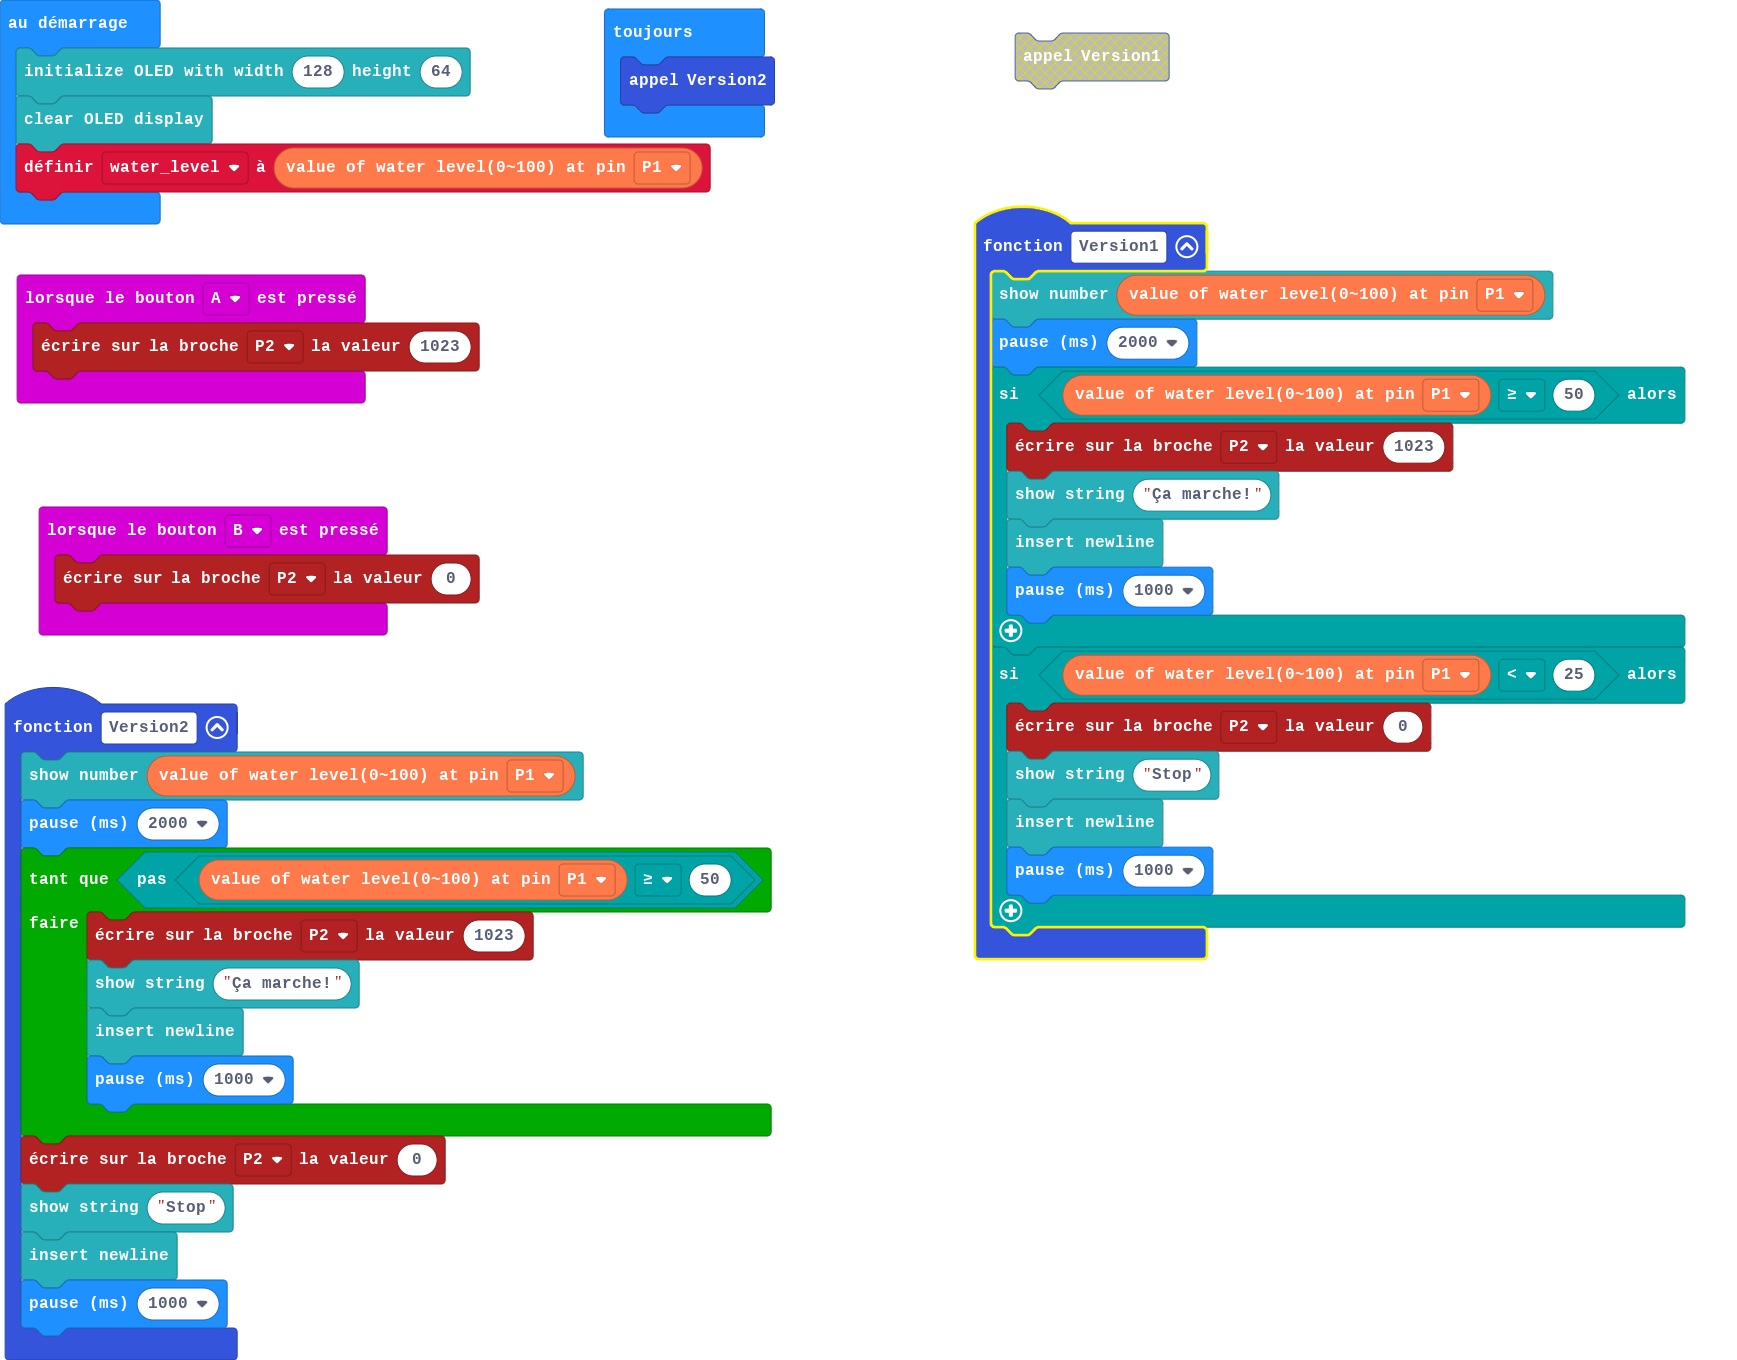 au démarrage
initialize OLED with width 128 height 64
clear OLED display
définir water_level à value of water level(0~100) at pin P1
toujours
appel Version2
appel Version1
lorsque le bouton A est pressé
écrire sur la broche P2 la valeur 1023
lorsque le bouton B est pressé
écrire sur la broche P2 la valeur 0
fonction Version2
show number value of water level(0~100) at pin P1
pause (ms) 2000
tant que pas value of water level(0~100) at pin P1 ≥ 50
faire
écrire sur la broche P2 la valeur 1023
show string "Ça marche!"
insert newline
pause (ms) 1000
écrire sur la broche P2 la valeur 0
show string "Stop"
insert newline
pause (ms) 1000
fonction Version1
show number value of water level(0~100) at pin P1
pause (ms) 2000
si value of water level(0~100) at pin P1 ≥ 50 alors
écrire sur la broche P2 la valeur 1023
show string "Ça marche!"
insert newline
pause (ms) 1000
si value of water level(0~100) at pin P1 < 25 alors
écrire sur la broche P2 la valeur 0
show string "Stop"
insert newline
pause (ms) 1000